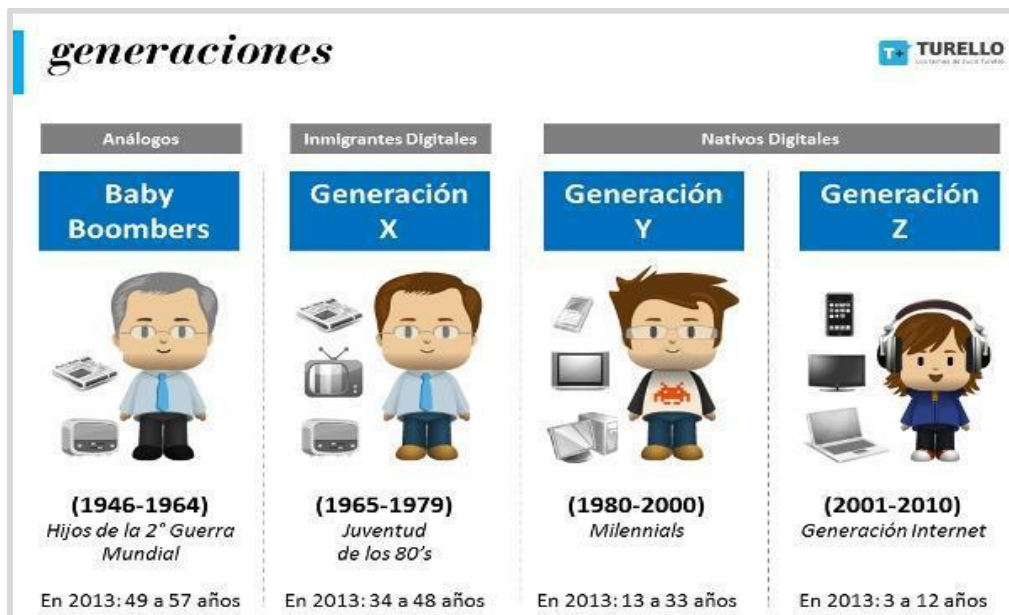 generaciones
T+ TURELLO
Análogos
Inmigrantes Digitales
Nativos Digitales
Baby
Boombers
Generación
X
Generación
Y
Generación
Z
(1946-1964)
Hijos de la 2° Guerra
Mundial
(1965-1979)
Juventud
de los 80's
(1980-2000)
Milennials
(2001-2010)
Generación Internet
En 2013: 49 a 57 años
En 2013: 34 a 48 años
En 2013: 13 a 33 años
En 2013: 3 a 12 años